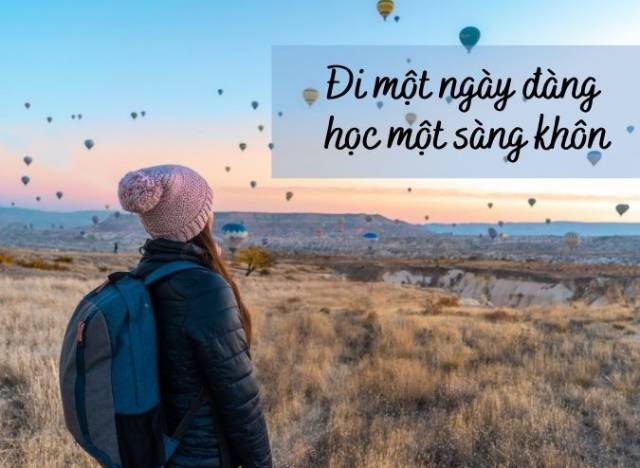 Đi một ngày đàng
học một sàng khôn